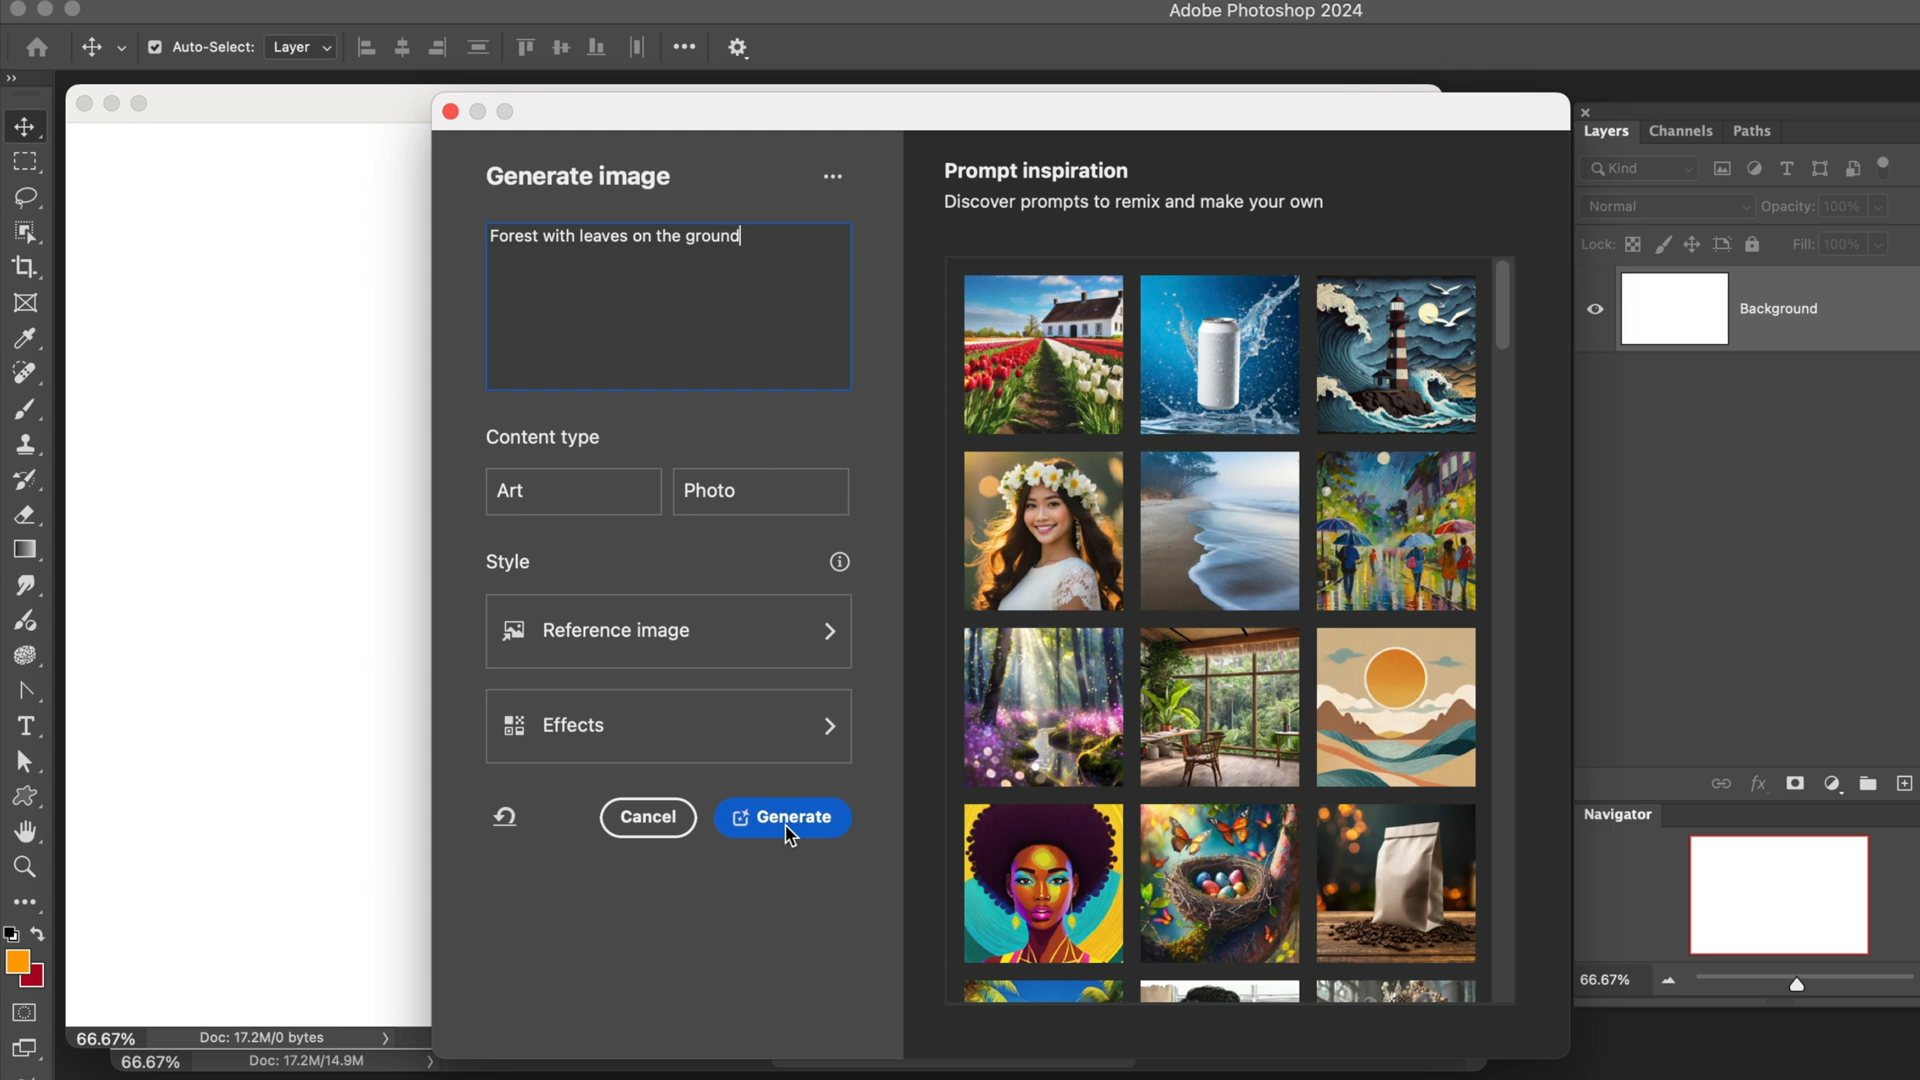 Adobe Photoshop 2024
Auto-Select: Layer
Generate image
Forest with leaves on the ground
Content type
Art
Photo
Style
Reference image
Effects
Cancel
Generate
Prompt inspiration
Discover prompts to remix and make your own
Layers Channels Paths
Kind
Normal
Opacity: 100%
Lock:
Fill: 100%
Background
fx
Navigator
66.67%
66.67% Doc: 17.2M/0 bytes
66.67% Doc: 17.2M/14.9M